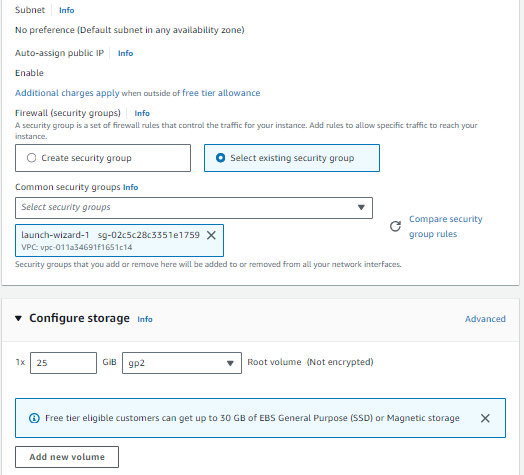 Subnet Info
No preference (Default subnet in any availability zone)
Auto-assign public IP Info
Enable
Additional charges apply when outside of free tier allowance
Firewall (security groups) Info
A security group is a set of firewall rules that control the traffic for your instance. Add rules to allow specific traffic to reach your
instance.
Create security group
Select existing security group
Common security groups Info
Select security groups
launch-wizard-1 sg-02c5c28c3351e1759
VPC: vpc-011a34691f1651c14
Compare security
group rules
Security groups that you add or remove here will be added to or removed from all your network interfaces.
Configure storage Info
Advanced
1x 25 GiB gp2 Root volume (Not encrypted)
Free tier eligible customers can get up to 30 GB of EBS General Purpose (SSD) or Magnetic storage
Add new volume